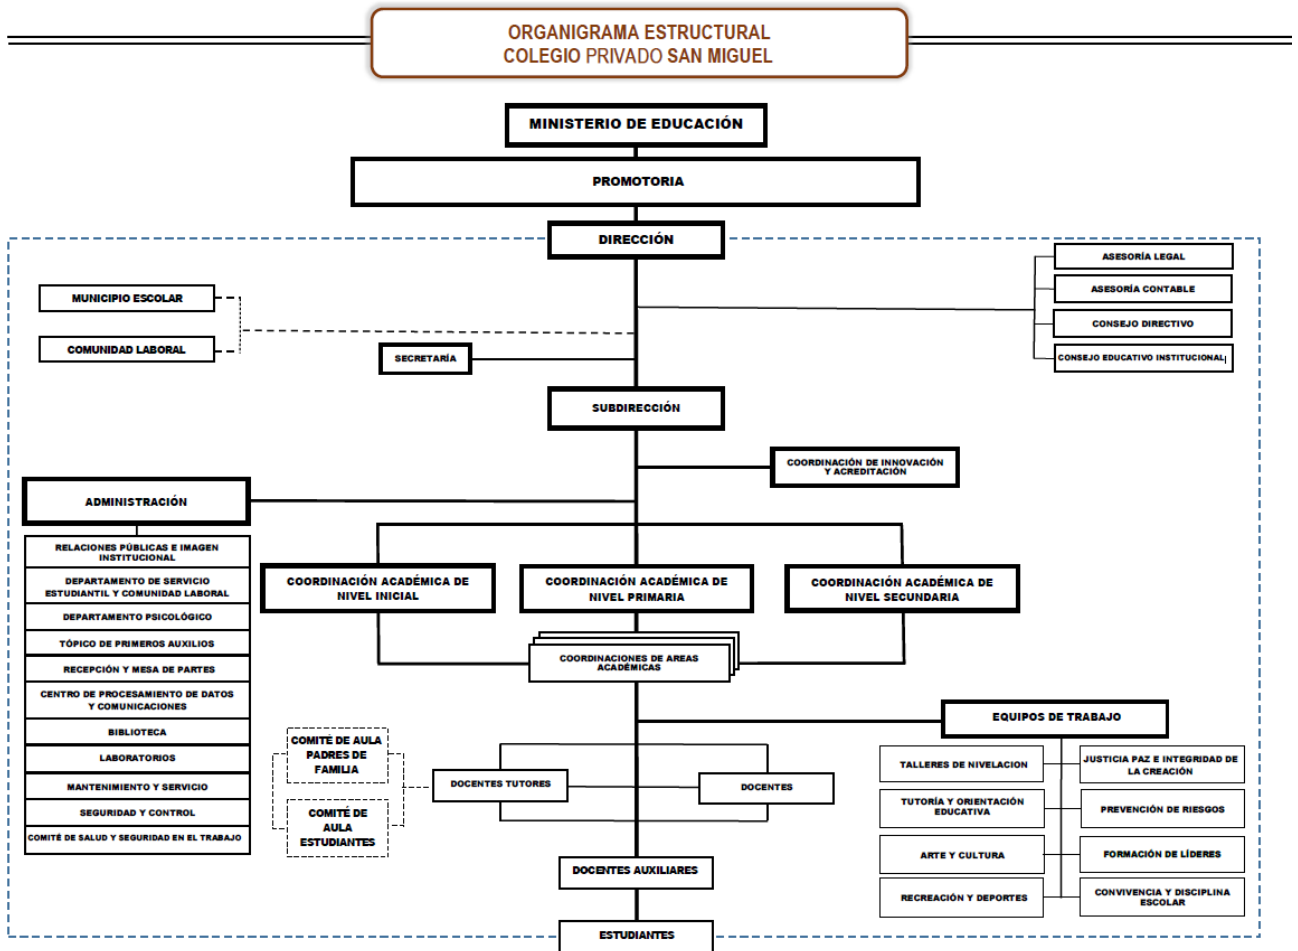 ORGANIGRAMA ESTRUCTURAL
COLEGIO PRIVADO SAN MIGUEL
MINISTERIO DE EDUCACIÓN
PROMOTORIA
DIRECCIÓN
ASESORÍA LEGAL
ASESORÍA CONTABLE
CONSEJO DIRECTIVO
CONSEJO EDUCATIVO INSTITUCIONAL
MUNICIPIO ESCOLAR
COMUNIDAD LABORAL
SECRETARÍA
SUBDIRECCIÓN
COORDINACIÓN DE INNOVACIÓN
Y ACREDITACIÓN
ADMINISTRACIÓN
RELACIONES PÚBLICAS E IMAGEN
INSTITUCIONAL
DEPARTAMENTO DE SERVICIO
ESTUDIANTIL Y COMUNIDAD LABORAL
DEPARTAMENTO PSICOLÓGICO
TÓPICO DE PRIMEROS AUXILIOS
RECEPCIÓN Y MESA DE PARTES
CENTRO DE PROCESAMIENTO DE DATOS
Y COMUNICACIONES
BIBLIOTECA
LABORATORIOS
MANTENIMIENTO Y SERVICIO
SEGURIDAD Y CONTROL
COMITÉ DE SALUD Y SEGURIDAD EN EL TRABAJO
COORDINACIÓN ACADÉMICA DE
NIVEL INICIAL
COORDINACIÓN ACADÉMICA DE
NIVEL PRIMARIA
COORDINACIÓN ACADÉMICA DE
NIVEL SECUNDARIA
COORDINACIONES DE AREAS
ACADÉMICAS
EQUIPOS DE TRABAJO
TALLERES DE NIVELACION
JUSTICIA PAZ E INTEGRIDAD DE
LA CREACIÓN
TUTORÍA Y ORIENTACIÓN
EDUCATIVA
PREVENCIÓN DE RIESGOS
ARTE Y CULTURA
FORMACIÓN DE LÍDERES
RECREACIÓN Y DEPORTES
CONVIVENCIA Y DISCIPLINA
ESCOLAR
COMITÉ DE AULA
PADRES DE
FAMILIA
COMITÉ DE
AULA
ESTUDIANTES
DOCENTES TUTORES
DOCENTES
DOCENTES AUXILIARES
ESTUDIANTES